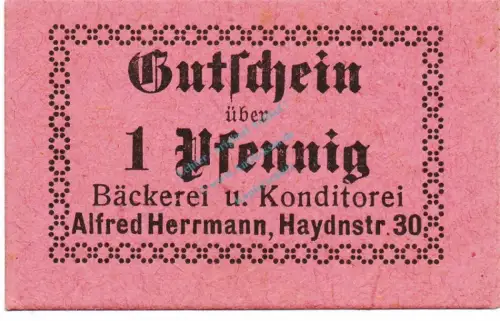 Gutschein
über
1 Pfennig
Bäckerei u. Konditorei
Alfred Herrmann, Haydnstr. 30.